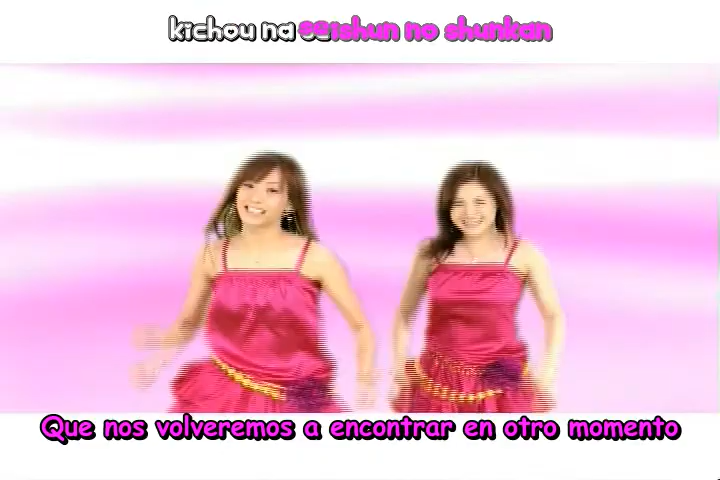 kichou na seishun no shunkan
Que nos volveremos a encontrar en otro momento